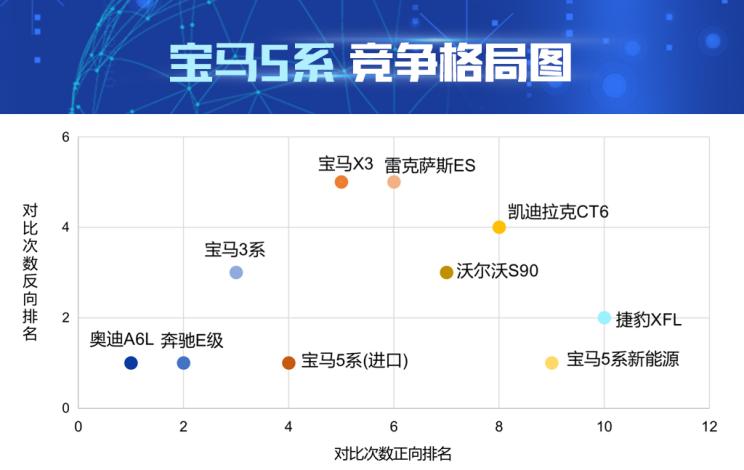 宝马5系 竞争格局图
6
宝马X3 雷克萨斯ES
凯迪拉克CT6
4
对比次数反向排名
宝马3系
沃尔沃S90
2
捷豹XFL
奥迪A6L 奔驰E级
宝马5系(进口)
宝马5系新能源
0
0 2 4 6 8 10 12
对比次数正向排名